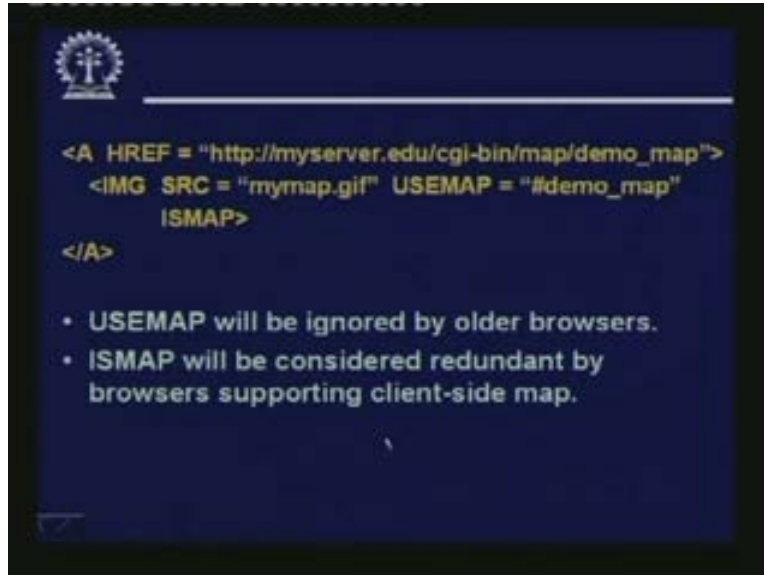 <A HREF = “http://myserver.edu/cgi-bin/map/demo_map”>
<IMG SRC = “mymap.gif” USEMAP = “#demo_map”
ISMAP>
</A>
• USEMAP will be ignored by older browsers.
• ISMAP will be considered redundant by
browsers supporting client-side map.